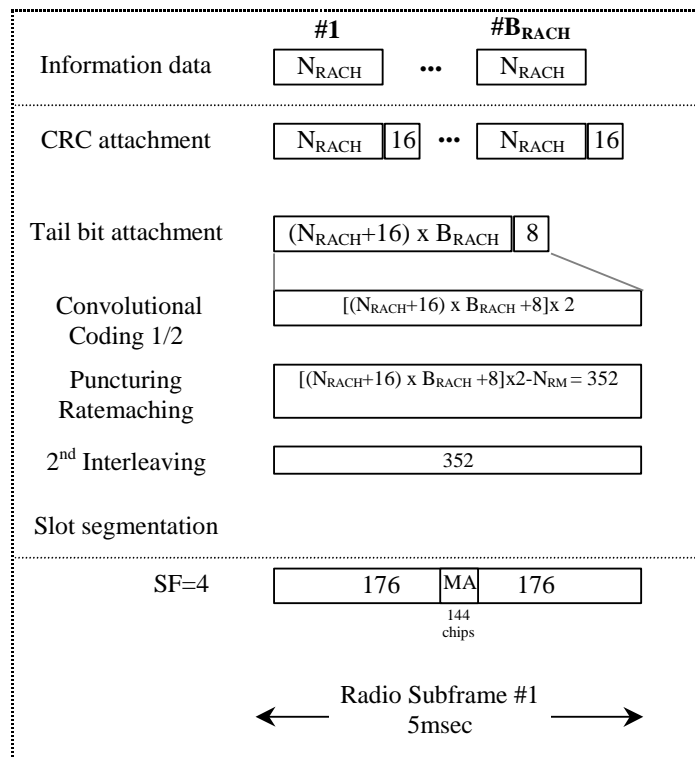 #1 #B_RACH
Information data N_RACH ... N_RACH
CRC attachment N_RACH 16 ... N_RACH 16
Tail bit attachment (N_RACH+16) x B_RACH 8
Convolutional
Coding 1/2
[(N_RACH+16) x B_RACH +8]x 2
Puncturing
Ratemaching
[(N_RACH+16) x B_RACH +8]x2-N_RM = 352
2nd Interleaving 352
Slot segmentation
SF=4 176 MA 176
144
chips
Radio Subframe #1
5msec